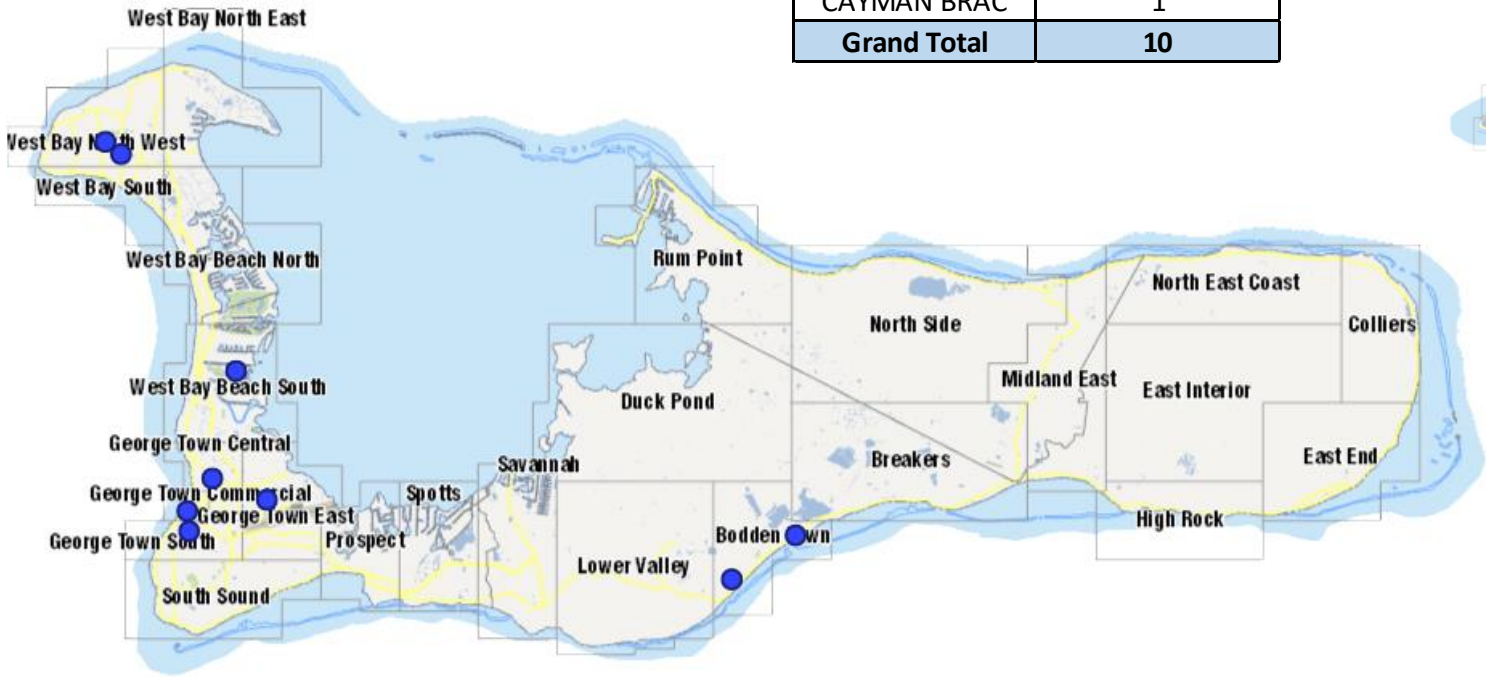 West Bay North East
CAYMAN BRAC 1
Grand Total 10
West Bay North West
West Bay South
West Bay Beach North
Rum Point
North East Coast
North Side
Colliers
West Bay Beach South
Midland East
East Interior
Duck Pond
George Town Central
Savannah
Breakers
East End
George Town Commercial
Spotts
George Town East
High Rock
George Town South
Prospect
Bodden Town
Lower Valley
South Sound